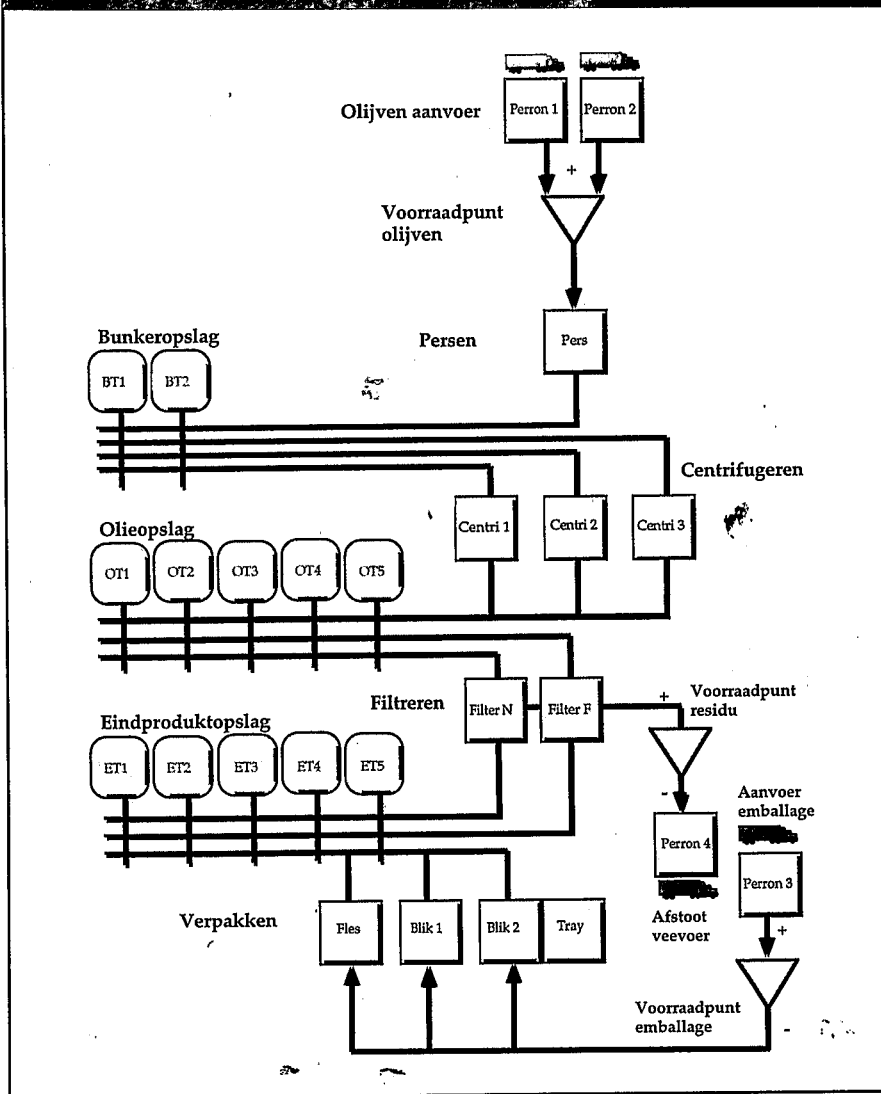 Olijven aanvoer
Perron 1
Perron 2
+
Voorraadpunt
olijven
Persen
Pers
Bunkeropslag
BT1
BT2
Centrifugeren
Centri 1
Centri 2
Centri 3
Olieopslag
OT1
OT2
OT3
OT4
OT5
Filtreren
Filter N
Filter F
+
Voorraadpunt
residu
Eindproduktopslag
ET1
ET2
ET3
ET4
ET5
-
Perron 4
Afstoot
veevoer
Aanvoer
emballage
Perron 3
+
Verpakken
Fles
Blik 1
Blik 2
Tray
Voorraadpunt
emballage
-